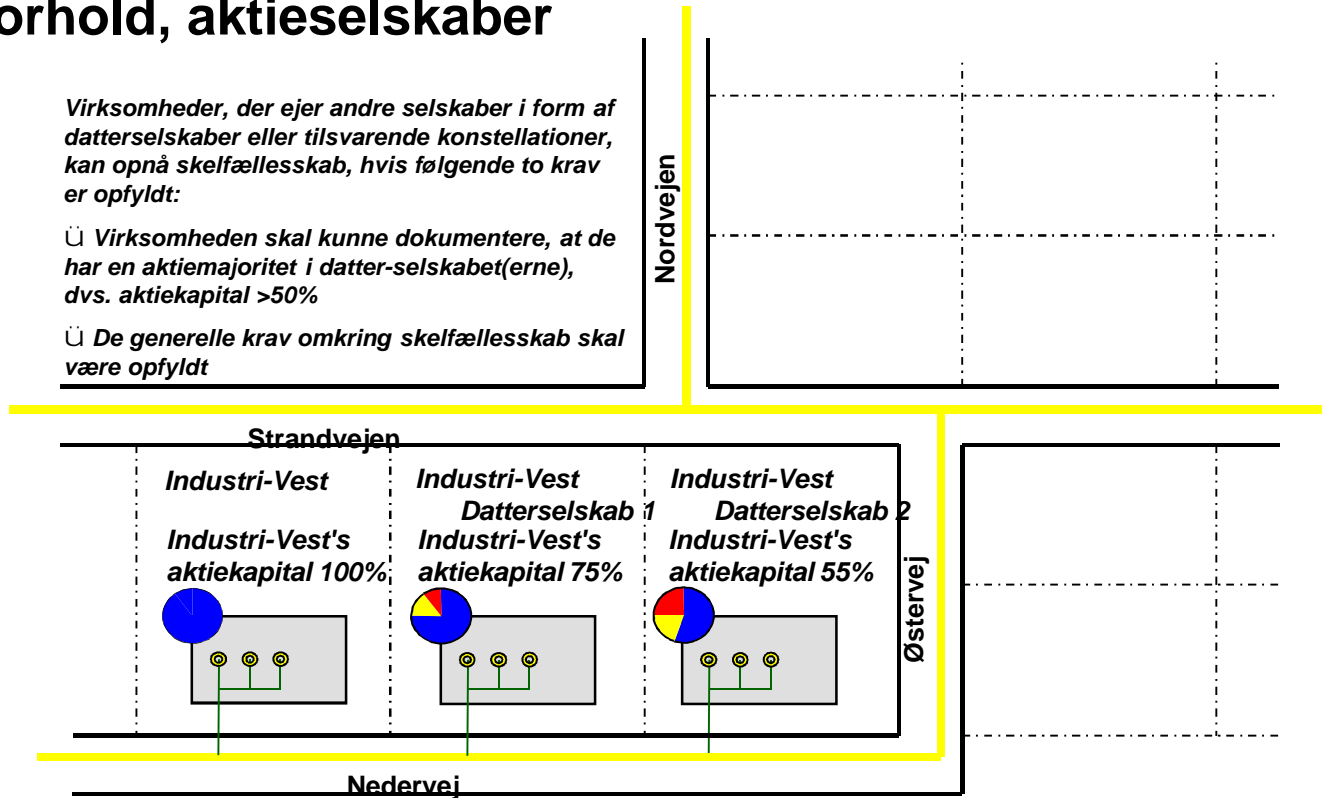 orhold, aktieselskaber
Virksomheder, der ejer andre selskaber i form af
datterselskaber eller tilsvarende konstellationer,
kan opnå skelfællesskab, hvis følgende to krav
er opfyldt:
Ü Virksomheden skal kunne dokumentere, at de
har en aktiemajoritet i datter-selskabet(erne),
dvs. aktiekapital >50%
Ü De generelle krav omkring skelfællesskab skal
være opfyldt
Nordvejen
Strandvejen
Industri-Vest
Industri-Vest's
aktiekapital 100%
Industri-Vest
Datterselskab 1
Industri-Vest's
aktiekapital 75%
Industri-Vest
Datterselskab 2
Industri-Vest's
aktiekapital 55%
Østervej
Nedervej